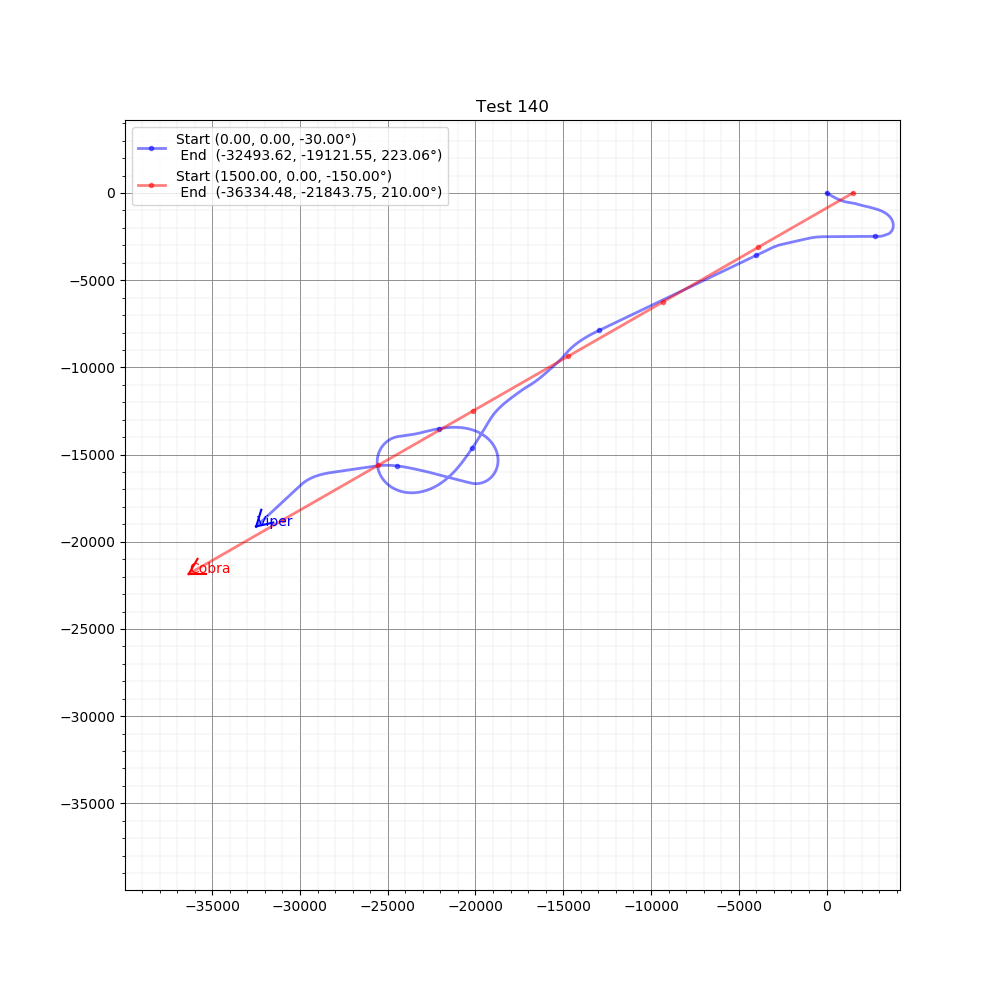 Test 140
Start (0.00, 0.00, -30.00°)
End (-32493.62, -19121.55, 223.06°)
Start (1500.00, 0.00, -150.00°)
End (-36334.48, -21843.75, 210.00°)
0
−5000
−10000
−15000
−20000
−25000
−30000
−35000
Viper
Cobra
−35000
−30000
−25000
−20000
−15000
−10000
−5000
0